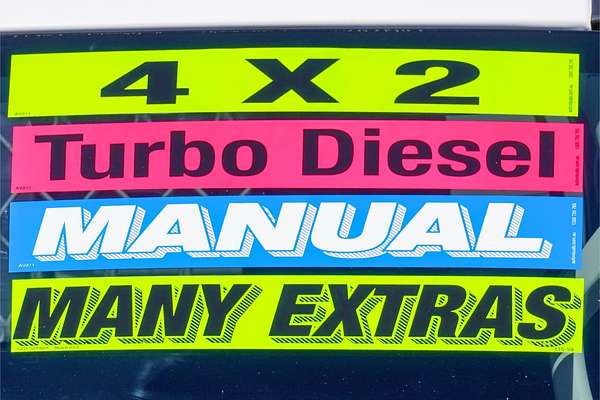 4 X 2
Turbo Diesel
MANUAL
MANY EXTRAS